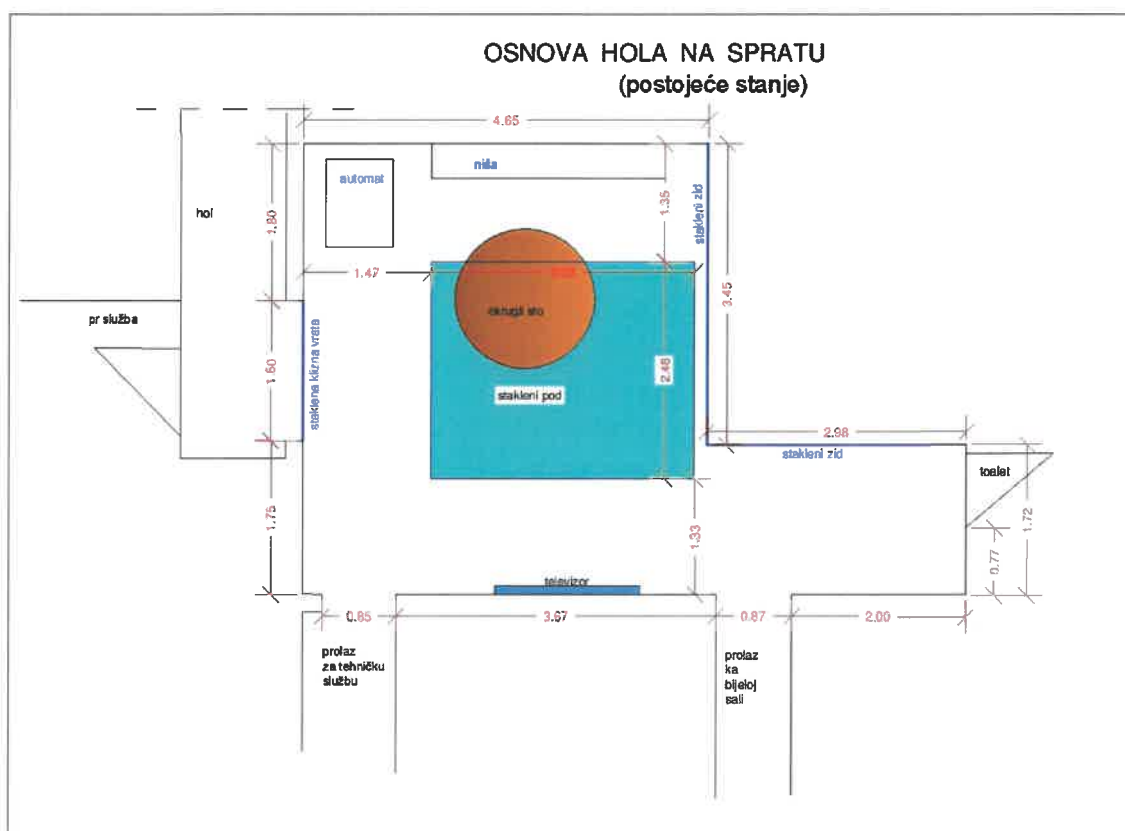 OSNOVA HOLA NA SPRATU
(postojeće stanje)
4.65
niša
automat
stakleni zid
1.35
1.80
hol
1.47
3.45
okrugli sto
pr služba
staklena klizna vrata
1.60
2.48
stakleni pod
2.98
stakleni zid
toalet
1.72
0.77
1.75
1.33
televizor
0.85
3.67
0.87
2.00
prolaz
za tehničku
službu
prolaz
ka
bijeloj
sali